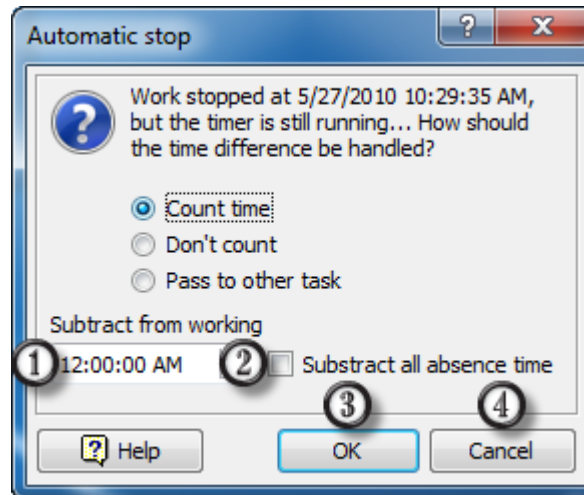 Automatic stop
?
Work stopped at 5/27/2010 10:29:35 AM,
but the timer is still running... How should
the time difference be handled?
Count time
Don't count
Pass to other task
Subtract from working
1 12:00:00 AM 2 Substract all absence time
3 4
? Help OK Cancel